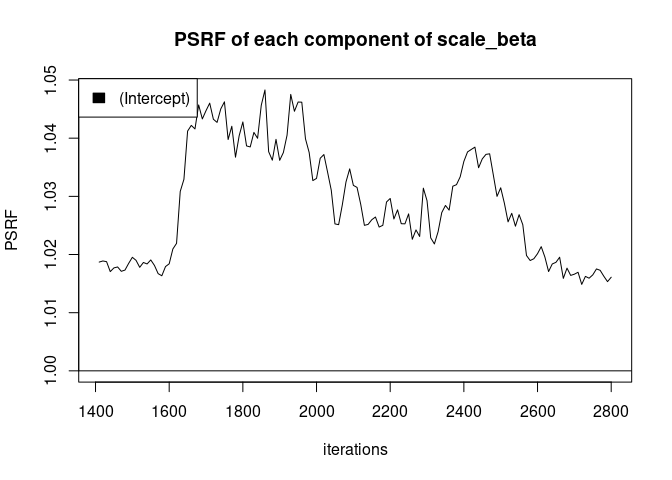 PSRF of each component of scale_beta
(Intercept)
PSRF
1.05
1.04
1.03
1.02
1.01
1.00
1400 1600 1800 2000 2200 2400 2600 2800
iterations